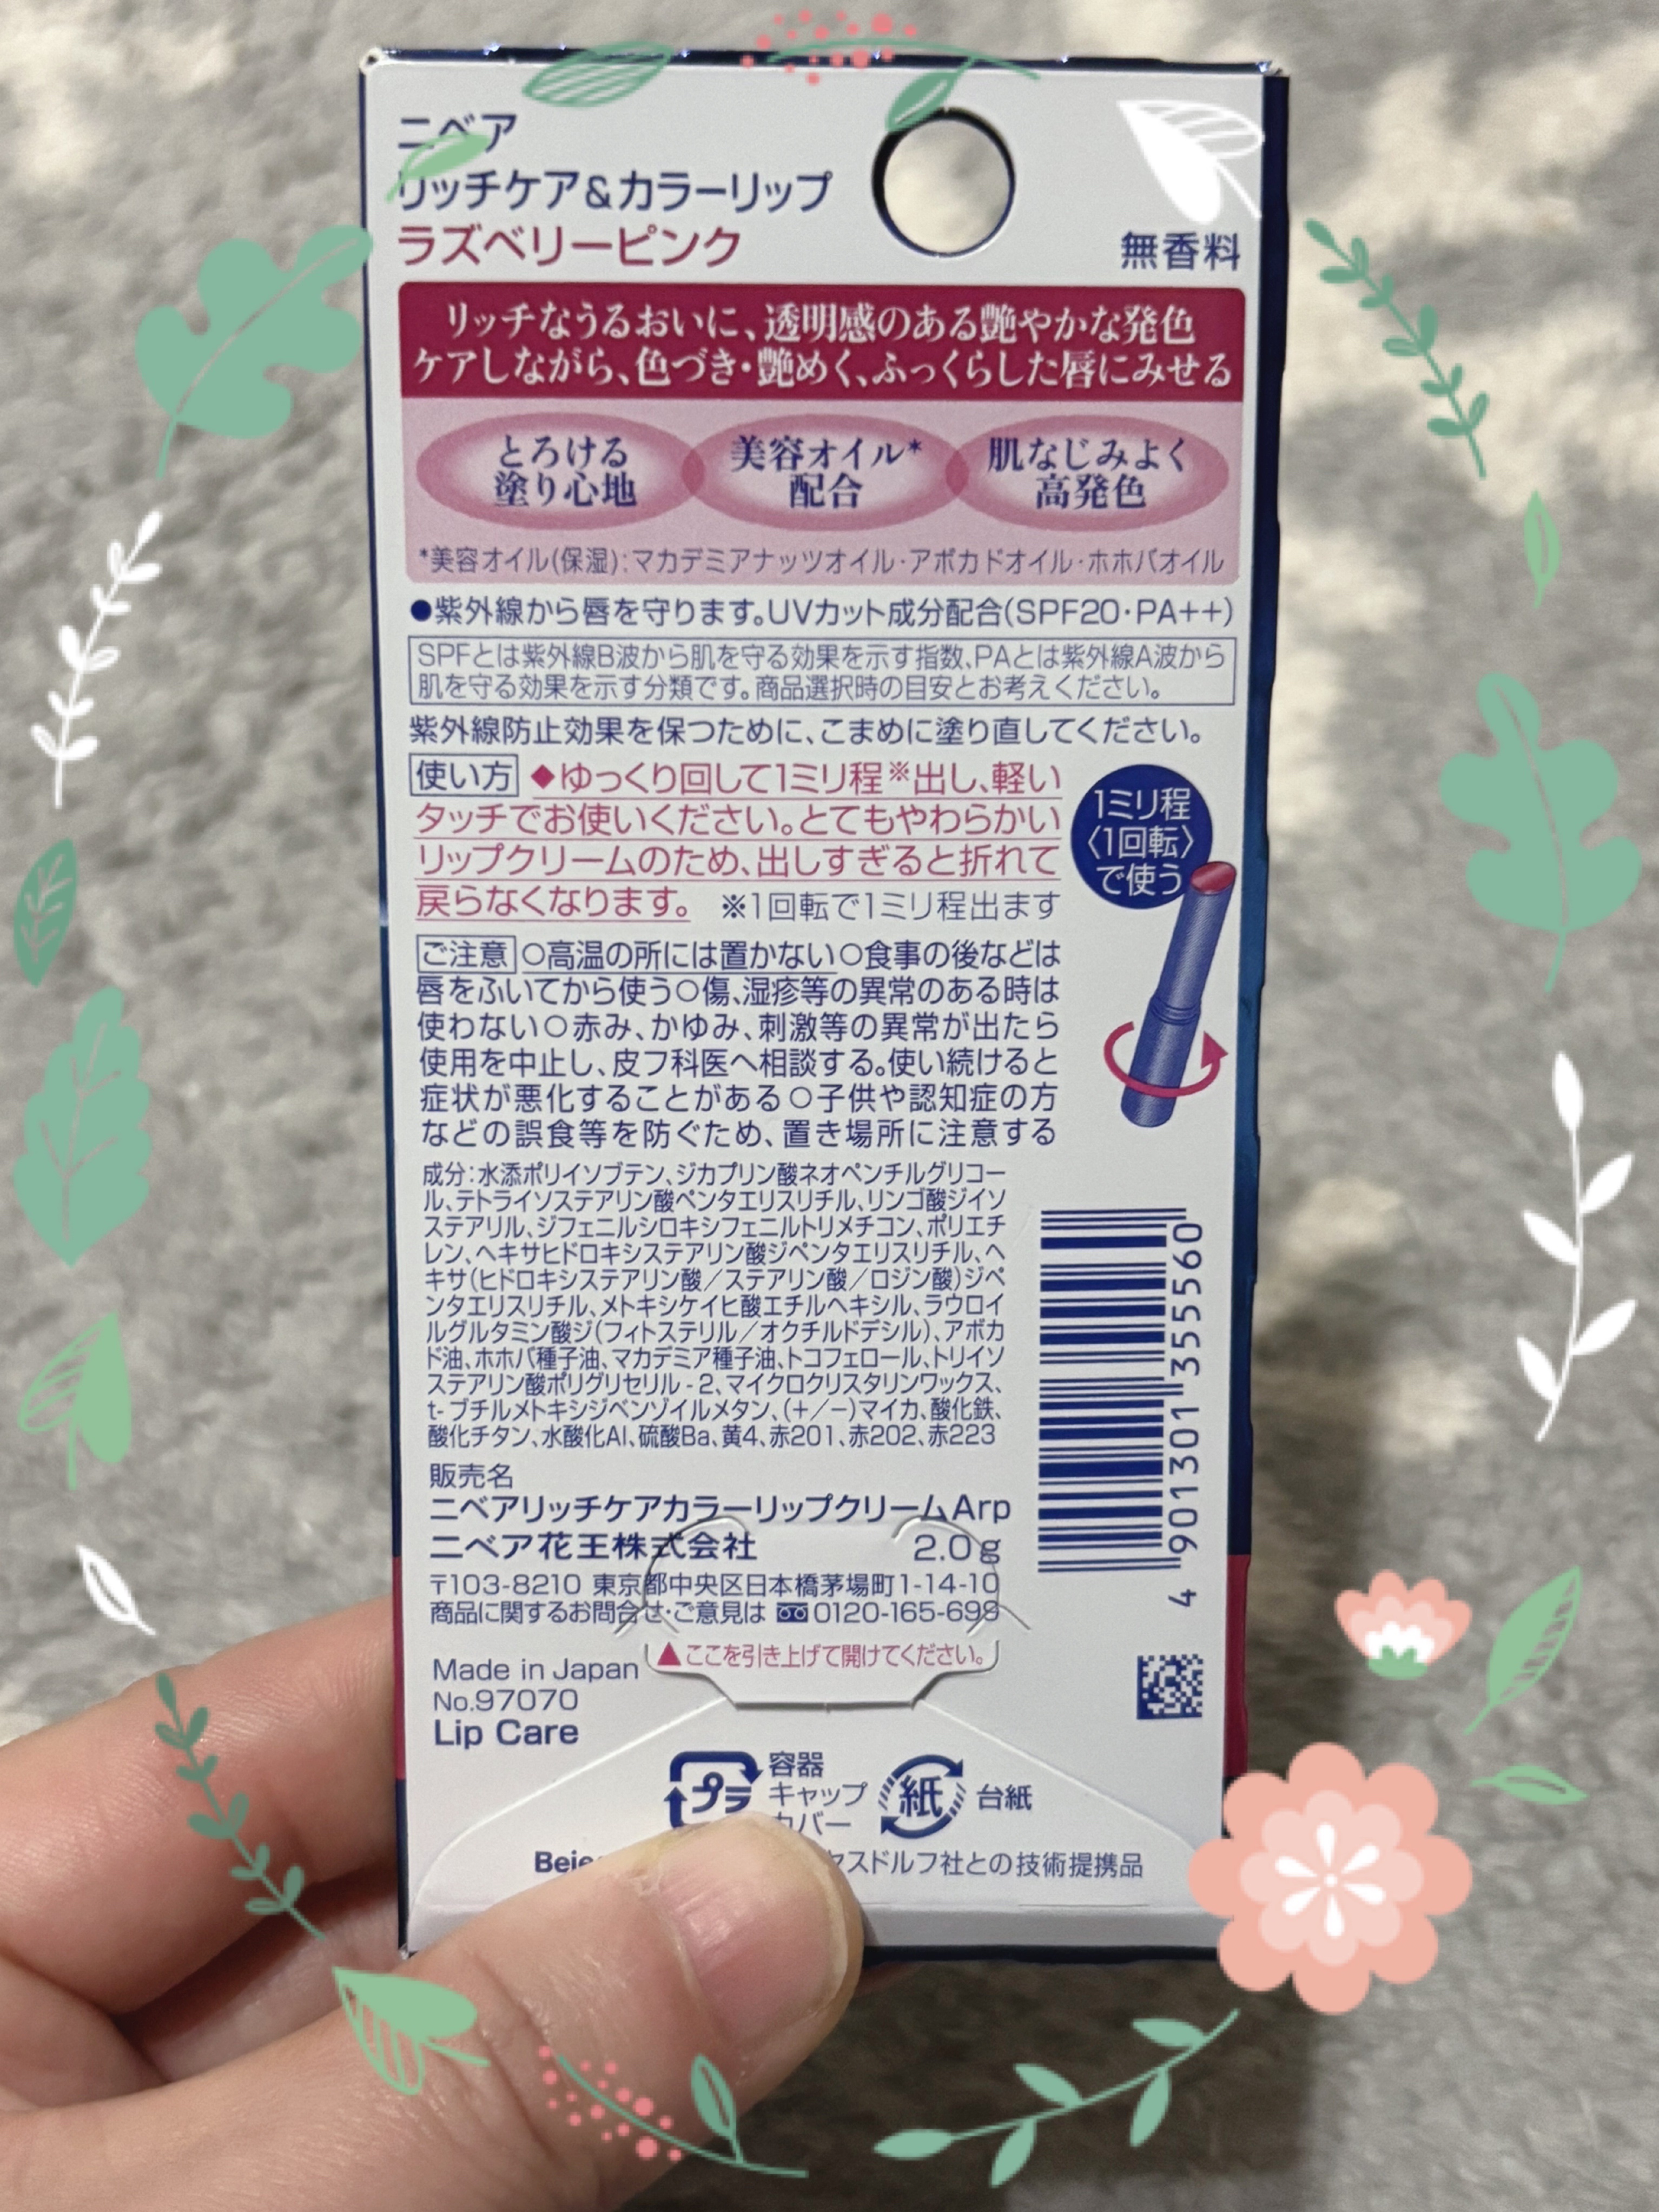 ニベア
リッチケア&カラーリップ
ラズベリーピンク
無香料
リッチなうるおいに、透明感のある艶やかな発色
ケアしながら、色づき・艶めく、ふっくらした唇にみせる
とろける
塗り心地
美容オイル*
配合
肌なじみよく
高発色
*美容オイル(保湿):マカデミアナッツオイル・アボカドオイル・ホホバオイル
●紫外線から唇を守ります。UVカット成分配合(SPF20・PA++)
SPFとは紫外線B波から肌を守る効果を示す指数、PAとは紫外線A波から
肌を守る効果を示す分類です。商品選択時の目安とお考えください。
紫外線防止効果を保つために、こまめに塗り直してください。
使い方 ◆ゆっくり回して1ミリ程※出し、軽い
タッチでお使いください。とてもやわらかい
リップクリームのため、出しすぎると折れて
戻らなくなります。 ※1回転で1ミリ程出ます
1ミリ程
〈1回転〉
で使う
ご注意 ○高温の所には置かない○食事の後などは
唇をふいてから使う○傷、湿疹等の異常のある時は
使わない○赤み、かゆみ、刺激等の異常が出たら
使用を中止し、皮フ科医へ相談する。使い続けると
症状が悪化することがある○子供や認知症の方
などの誤食等を防ぐため、置き場所に注意する
成分:水添ポリイソブテン、ジカプリン酸ネオペンチルグリコー
ル、テトライソステアリン酸ペンタエリスリチル、リンゴ酸ジイソ
ステアリル、ジフェニルシロキシフェニルトリメチコン、ポリエチ
レン、ヘキサヒドロキシステアリン酸ジペンタエリスリチル、ヘ
キサ(ヒドロキシステアリン酸/ステアリン酸/ロジン酸)ジペ
ンタエリスリチル、メトキシケイヒ酸エチルヘキシル、ラウロイ
ルグルタミン酸ジ(フィトステリル/オクチルドデシル)、アボカ
ド油、ホホバ種子油、マカデミア種子油、トコフェロール、トリイソ
ステアリン酸ポリグリセリル-2、マイクロクリスタリンワックス、
t-ブチルメトキシジベンゾイルメタン、(+/-)マイカ、酸化鉄、
酸化チタン、水酸化Al、硫酸Ba、黄4、赤201、赤202、赤223
4 901301 355560
販売名
ニベアリッチケアカラーリップクリームArp
ニベア花王株式会社 2.0g
〒103-8210 東京都中央区日本橋茅場町1-14-10
商品に関するお問合せ・ご意見は 0120-165-699
▲ここを引き上げて開けてください。
Made in Japan
No.97070
Lip Care
プラ
容器
キャップ
カバー
紙
台紙
ヤスドルフ社との技術提携品